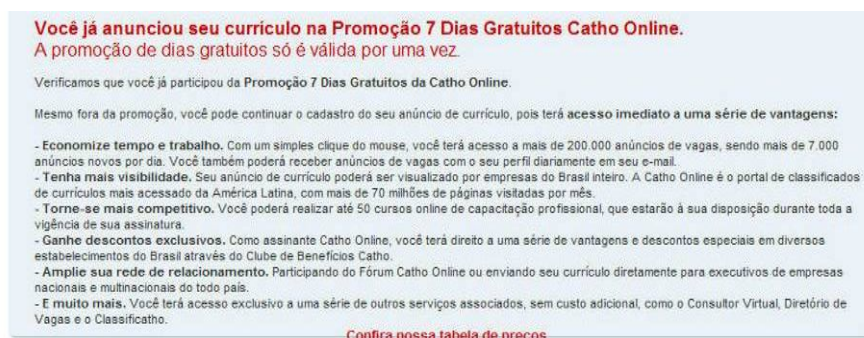 Você já anunciou seu currículo na Promoção 7 Dias Gratuitos Catho Online.
A promoção de dias gratuitos só é válida por uma vez.
Verificamos que você já participou da Promoção 7 Dias Gratuitos da Catho Online.
Mesmo fora da promoção, você pode continuar o cadastro do seu anúncio de currículo, pois terá acesso imediato a uma série de vantagens:
- Economize tempo e trabalho. Com um simples clique do mouse, você terá acesso a mais de 200.000 anúncios de vagas, sendo mais de 7.000
anúncios novos por dia. Você também poderá receber anúncios de vagas com o seu perfil diariamente em seu e-mail.
- Tenha mais visibilidade. Seu anúncio de currículo poderá ser visualizado por empresas do Brasil inteiro. A Catho Online é o portal de classificados
de currículos mais acessado da América Latina, com mais de 70 milhões de páginas visitadas por mês.
- Torne-se mais competitivo. Você poderá realizar até 50 cursos online de capacitação profissional, que estarão à sua disposição durante toda a
vigência de sua assinatura.
- Ganhe descontos exclusivos. Como assinante Catho Online, você terá direito a uma série de vantagens e descontos especiais em diversos
estabelecimentos do Brasil através do Clube de Benefícios Catho.
- Amplie sua rede de relacionamento. Participando do Fórum Catho Online ou enviando seu currículo diretamente para executivos de empresas
nacionais e multinacionais do todo país.
- E muito mais. Você terá acesso exclusivo a uma série de outros serviços associados, sem custo adicional, como o Consultor Virtual, Diretório de
Vagas e o Classificatho.
Confira nossa tabela de preços